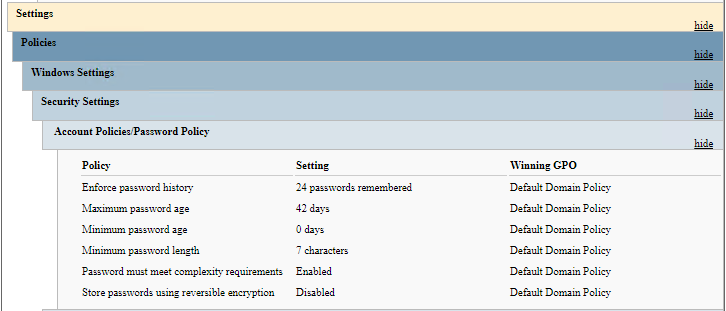 Settings
hide
Policies
hide
Windows Settings
hide
Security Settings
hide
Account Policies/Password Policy
hide
Policy Setting Winning GPO
Enforce password history 24 passwords remembered Default Domain Policy
Maximum password age 42 days Default Domain Policy
Minimum password age 0 days Default Domain Policy
Minimum password length 7 characters Default Domain Policy
Password must meet complexity requirements Enabled Default Domain Policy
Store passwords using reversible encryption Disabled Default Domain Policy